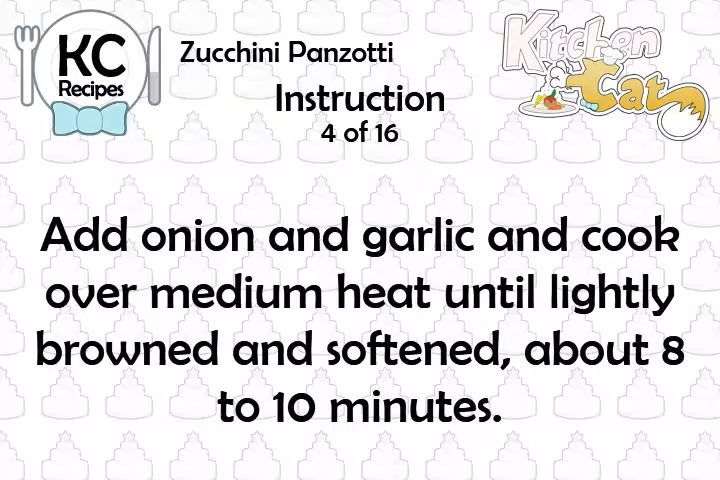 KC
Recipes
Zucchini Panzotti
Kitchen
Cat
Instruction
4 of 16
Add onion and garlic and cook
over medium heat until lightly
browned and softened, about 8
to 10 minutes.